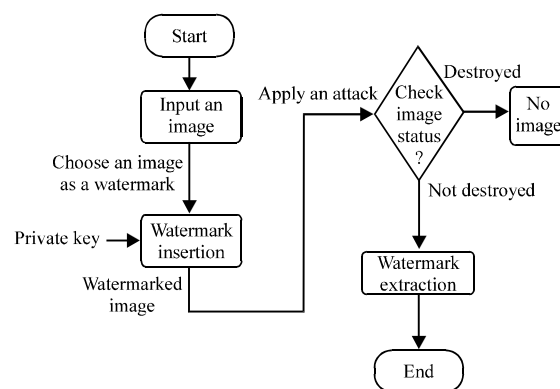 Start
Input an
image
Choose an image
as a watermark
Private key
Watermark
insertion
Watermarked
image
Apply an attack
Check
image
status
?
Destroyed
No
image
Not destroyed
Watermark
extraction
End